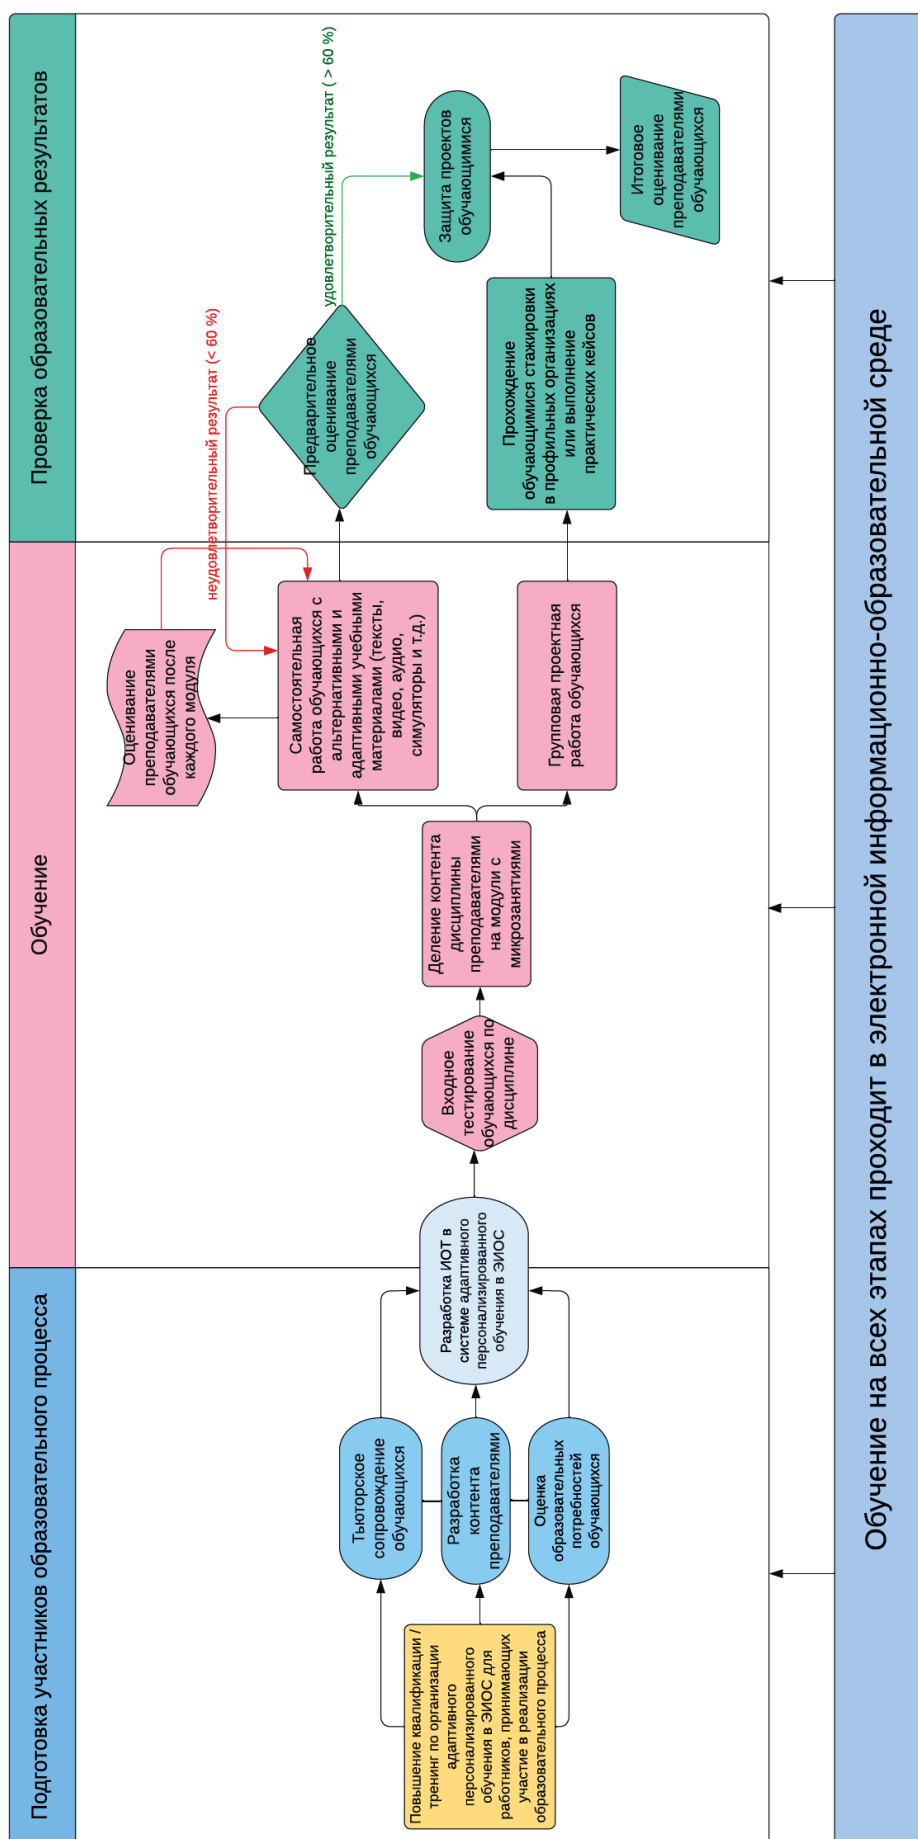 Подготовка участников образовательного процесса
Обучение
Проверка образовательных результатов
Повышение квалификации /
тренинг по организации
адаптивного
персонализированного
обучения в ЭИОС для
работников, принимающих
участие в реализации
образовательного процесса
Тьюторское
сопровождение
обучающихся
Разработка
контента
преподавателями
Оценка
образовательных
потребностей
обучающихся
Разработка ИОТ в
системе адаптивного
персонализированного
обучения в ЭИОС
Входное
тестирование
обучающихся по
дисциплине
Деление контента
дисциплины
преподавателями
на модули с
микрозанятиями
Оценивание
преподавателями
обучающихся после
каждого модуля
Самостоятельная
работа обучающихся с
альтернативными и
адаптивными учебными
материалами (тексты,
видео, аудио,
симуляторы и т.д.)
Групповая проектная
работа обучающихся
неудовлетворительный результат (< 60 %)
Предварительное
оценивание
преподавателями
обучающихся
удовлетворительный результат ( > 60 %)
Прохождение
обучающимися стажировки
в профильных организациях
или выполнение
практических кейсов
Защита проектов
обучающимися
Итоговое
оценивание
преподавателями
обучающихся
Обучение на всех этапах проходит в электронной информационно-образовательной среде